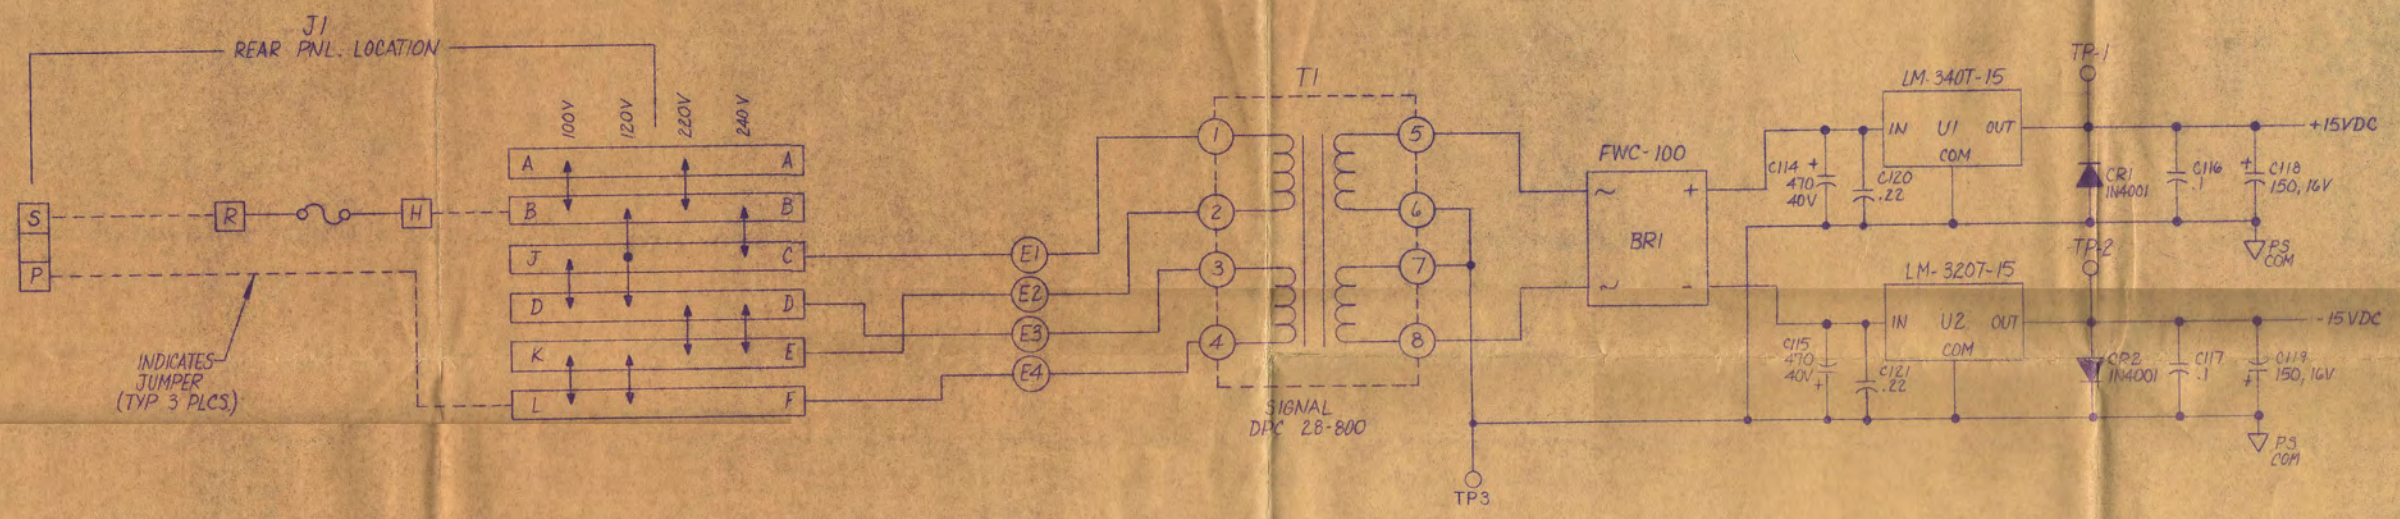 J1
REAR PNL. LOCATION
100V
120V
220V
240V
A A
B B
J C
D D
K E
L F
S
P
R
H
INDICATES
JUMPER
(TYP 3 PLCS.)
E1
E2
E3
E4
T1
1
2
3
4
5
6
7
8
SIGNAL
DPC 28-800
TP3
FWC-100
~ +
BR1
~ -
LM-340T-15
IN U1 OUT
COM
C114 +
470
40V
C120
.22
TP-1
CR1
1N4001
C116
.1
+ C118
150, 16V
+15VDC
PS
COM
TP-2
LM-320T-15
IN U2 OUT
COM
C115
470
40V
+
C121
.22
CR2
1N4001
C117
.1
C119
+ 150, 16V
-15VDC
PS
COM